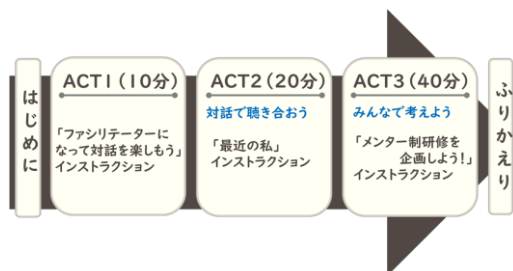 はじめに
ACT1(10分)
「ファシリテーターに
なって対話を楽しもう」
インストラクション
ACT2(20分)
対話で聴き合おう
「最近の私」
インストラクション
ACT3(40分)
みんなで考えよう
「メンター制研修を
企画しよう!」
インストラクション
ふりかえり